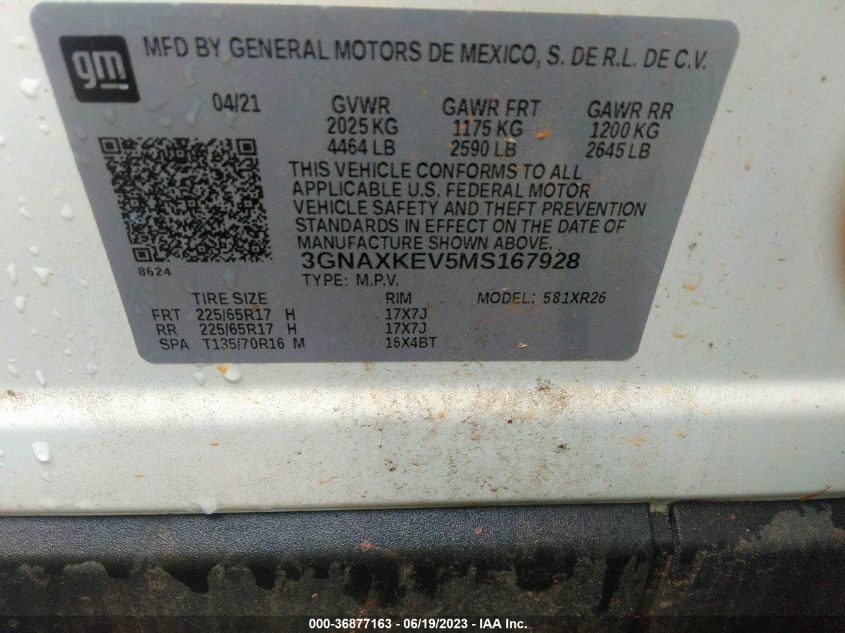 gm
MFD BY GENERAL MOTORS DE MEXICO, S. DE R.L. DE C.V.
04/21 GVWR GAWR FRT GAWR RR
2025 KG 1175 KG 1200 KG
4464 LB 2590 LB 2645 LB
THIS VEHICLE CONFORMS TO ALL
APPLICABLE U.S. FEDERAL MOTOR
VEHICLE SAFETY AND THEFT PREVENTION
STANDARDS IN EFFECT ON THE DATE OF
MANUFACTURE SHOWN ABOVE.
8624
3GNAXKEV5MS167928
TYPE: M.P.V.
TIRE SIZE RIM MODEL: 581XR26
FRT 225/65R17 H 17X7J
RR 225/65R17 H 17X7J
SPA T135/70R16 M 16X4BT
000-36877163 - 06/19/2023 - IAA Inc.